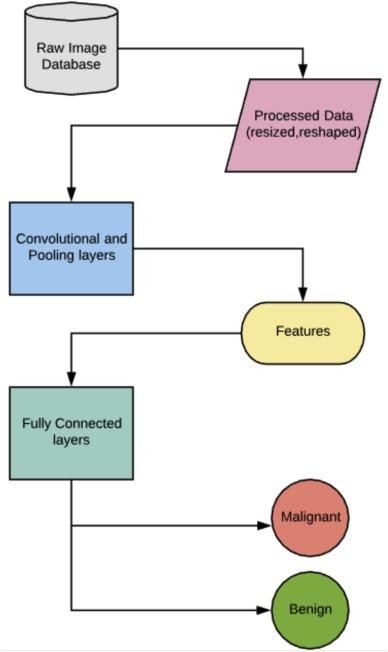 Raw Image
Database
Processed Data
(resized,reshaped)
Convolutional and
Pooling layers
Features
Fully Connected
layers
Malignant
Benign